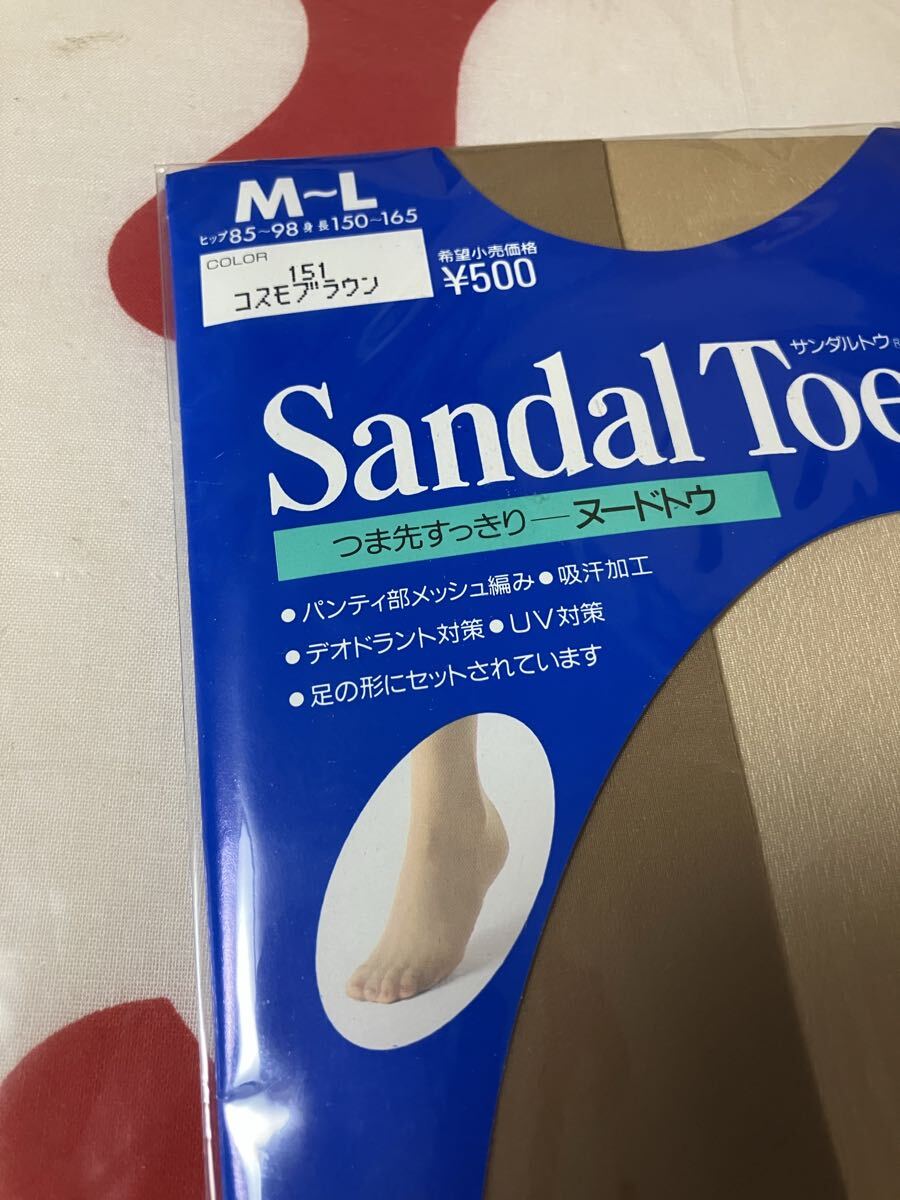 M～L
ヒップ85～98 身長150～165
COLOR
151
コスモブラウン
希望小売価格
¥500
サンダルトウ
Sandal Toe
つま先すっきり―ヌードトウ
●パンティ部メッシュ編み●吸汗加工
●デオドラント対策●UV対策
●足の形にセットされています